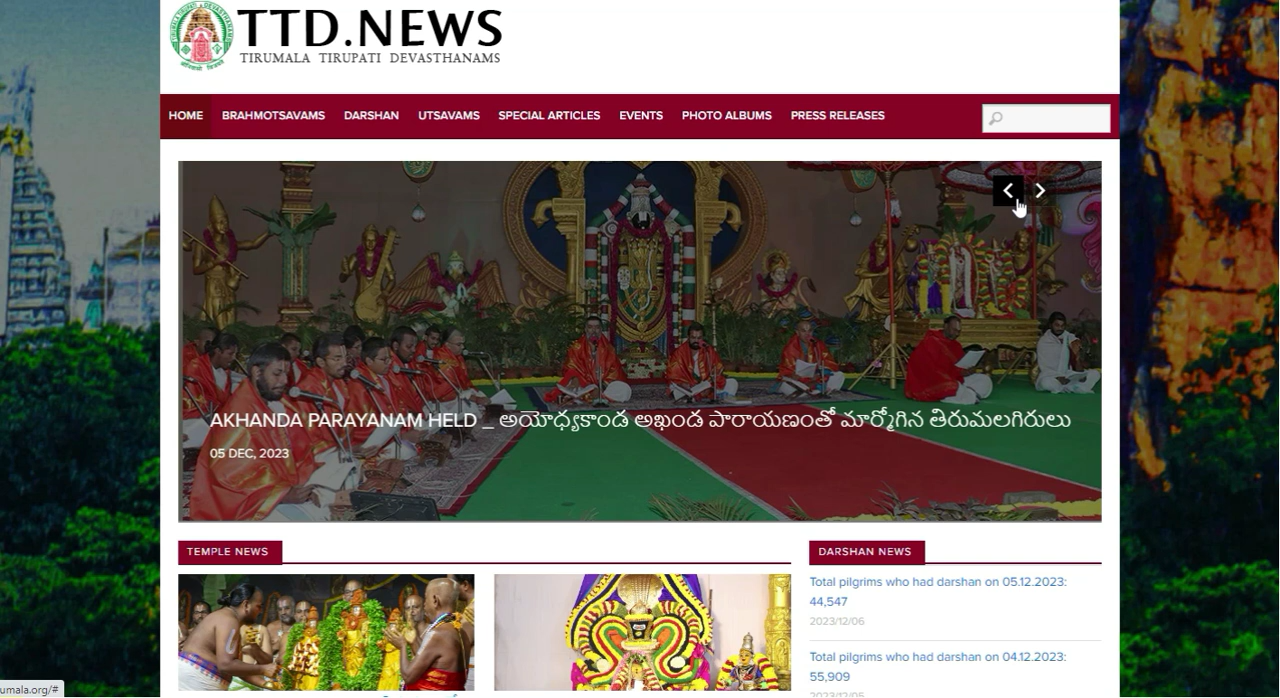 TTD.NEWS
TIRUMALA TIRUPATI DEVASTHANAMS
HOME BRAHMOTSAVAMS DARSHAN UTSAVAMS SPECIAL ARTICLES EVENTS PHOTO ALBUMS PRESS RELEASES
AKHANDA PARAYANAM HELD _ అయోధ్యకాండ అఖండ పారాయణంతో మార్మోగిన తిరుమలగిరులు
05 DEC, 2023
TEMPLE NEWS
DARSHAN NEWS
Total pilgrims who had darshan on 05.12.2023:
44,547
2023/12/06
Total pilgrims who had darshan on 04.12.2023:
55,909
2023/12/05
umala.org/#